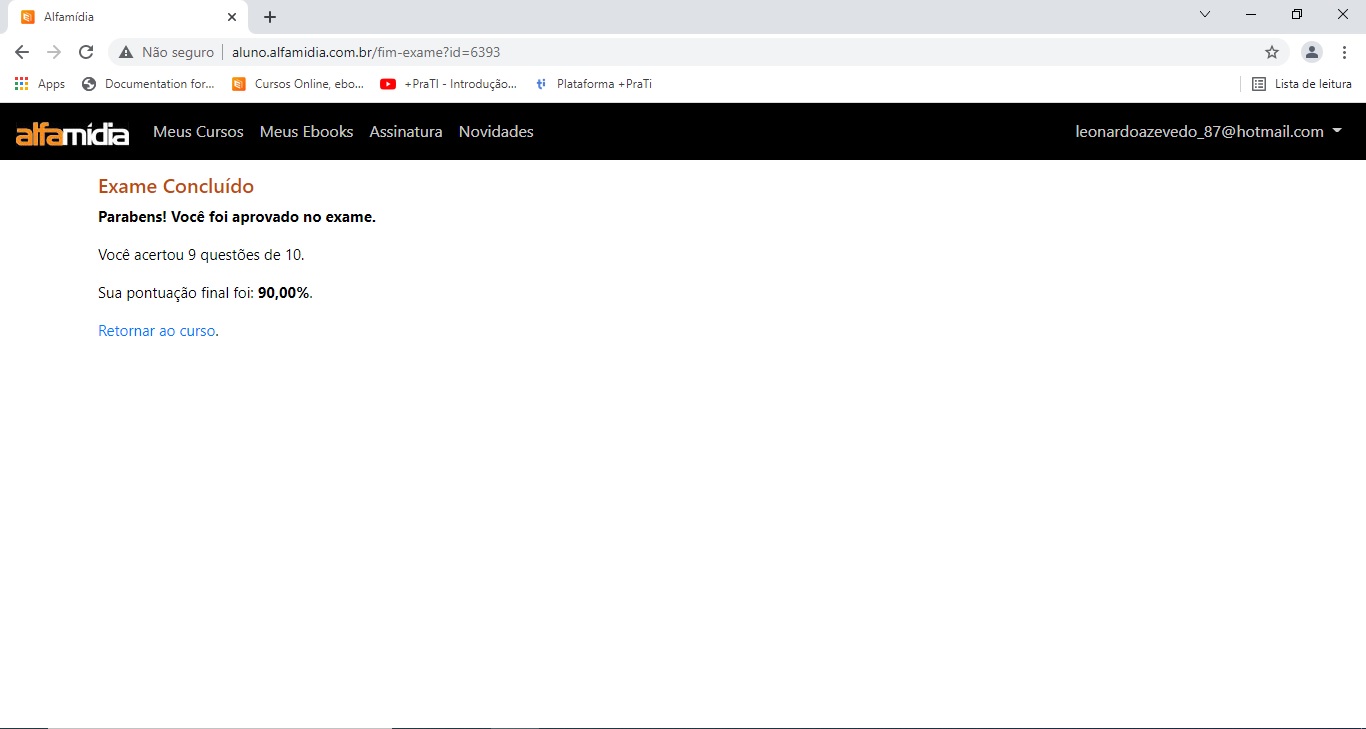 Alfamídia
Não seguro aluno.alfamidia.com.br/fim-exame?id=6393
Apps Documentation for... Cursos Online, ebo... +PraTI - Introdução... Plataforma +PraTi Lista de leitura
alfamídia Meus Cursos Meus Ebooks Assinatura Novidades leonardoazevedo_87@hotmail.com
Exame Concluído
Parabens! Você foi aprovado no exame.
Você acertou 9 questões de 10.
Sua pontuação final foi: 90,00%.
Retornar ao curso.